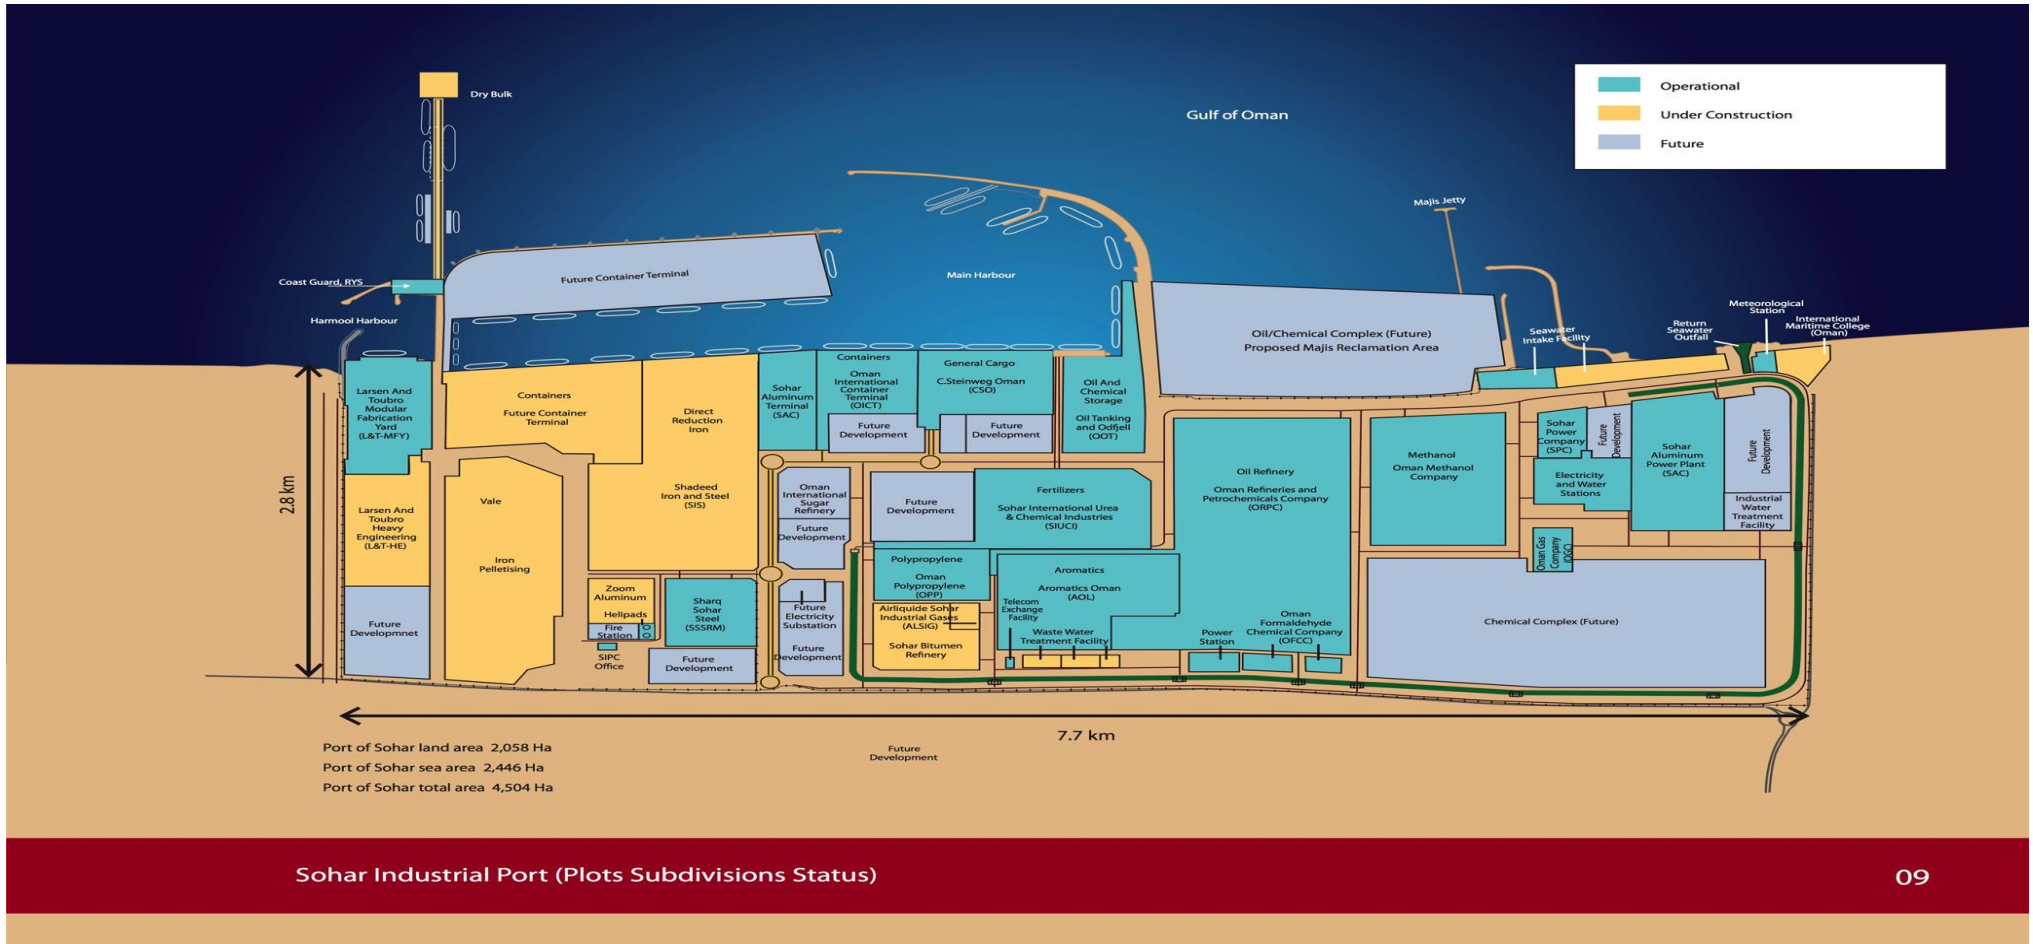 Operational
Under Construction
Future
Dry Bulk
Gulf of Oman
Majis Jetty
Future Container Terminal
Main Harbour
Coast Guard, RYS
Harmool Harbour
Oil/Chemical Complex (Future)
Proposed Majis Reclamation Area
Seawater
Intake Facility
Return
Seawater
Outfall
Meteorological
Station
International
Maritime College
(Oman)
Larsen And
Toubro
Modular
Fabrication
Yard
(L&T-MFY)
Containers
Future Container
Terminal
Direct
Reduction
Iron
Shadeed
Iron and Steel
(SIS)
Sohar
Aluminum
Terminal
(SAC)
Containers
Oman
International
Container
Terminal
(OICT)
Future
Development
General Cargo
C.Steinweg Oman
(CSO)
Future
Development
Oil And
Chemical
Storage
Oil Tanking
and Odfjell
(OOT)
Oil Refinery
Oman Refineries and
Petrochemicals Company
(ORPC)
Methanol
Oman Methanol
Company
Sohar
Power
Company
(SPC)
Future
Development
Electricity
and Water
Stations
Sohar
Aluminum
Power Plant
(SAC)
Future
Development
Industrial
Water
Treatment
Facility
Oman Gas
Company
(OGC)
Chemical Complex (Future)
Larsen And
Toubro
Heavy
Engineering
(L&T-HE)
Future
Developmnet
Vale
Iron
Pelletising
Zoom
Aluminum
Helipads
Fire
Station
SIPC
Office
Sharq
Sohar
Steel
(SSSRM)
Future
Development
Oman
International
Sugar
Refinery
Future
Development
Future
Electricity
Substation
Future
Development
Future
Development
Fertilizers
Sohar International Urea
& Chemical Industries
(SIUCI)
Polypropylene
Oman
Polypropylene
(OPP)
Aromatics
Aromatics Oman
(AOL)
Airliquide Sohar
Industrial Gases
(ALSIG)
Sohar Bitumen
Refinery
Telecom
Exchange
Facility
Waste Water
Treatment Facility
Power
Station
Oman
Formaldehyde
Chemical Company
(OFCC)
2.8 km
7.7 km
Port of Sohar land area 2,058 Ha
Port of Sohar sea area 2,446 Ha
Port of Sohar total area 4,504 Ha
Future
Development
Sohar Industrial Port (Plots Subdivisions Status)
09